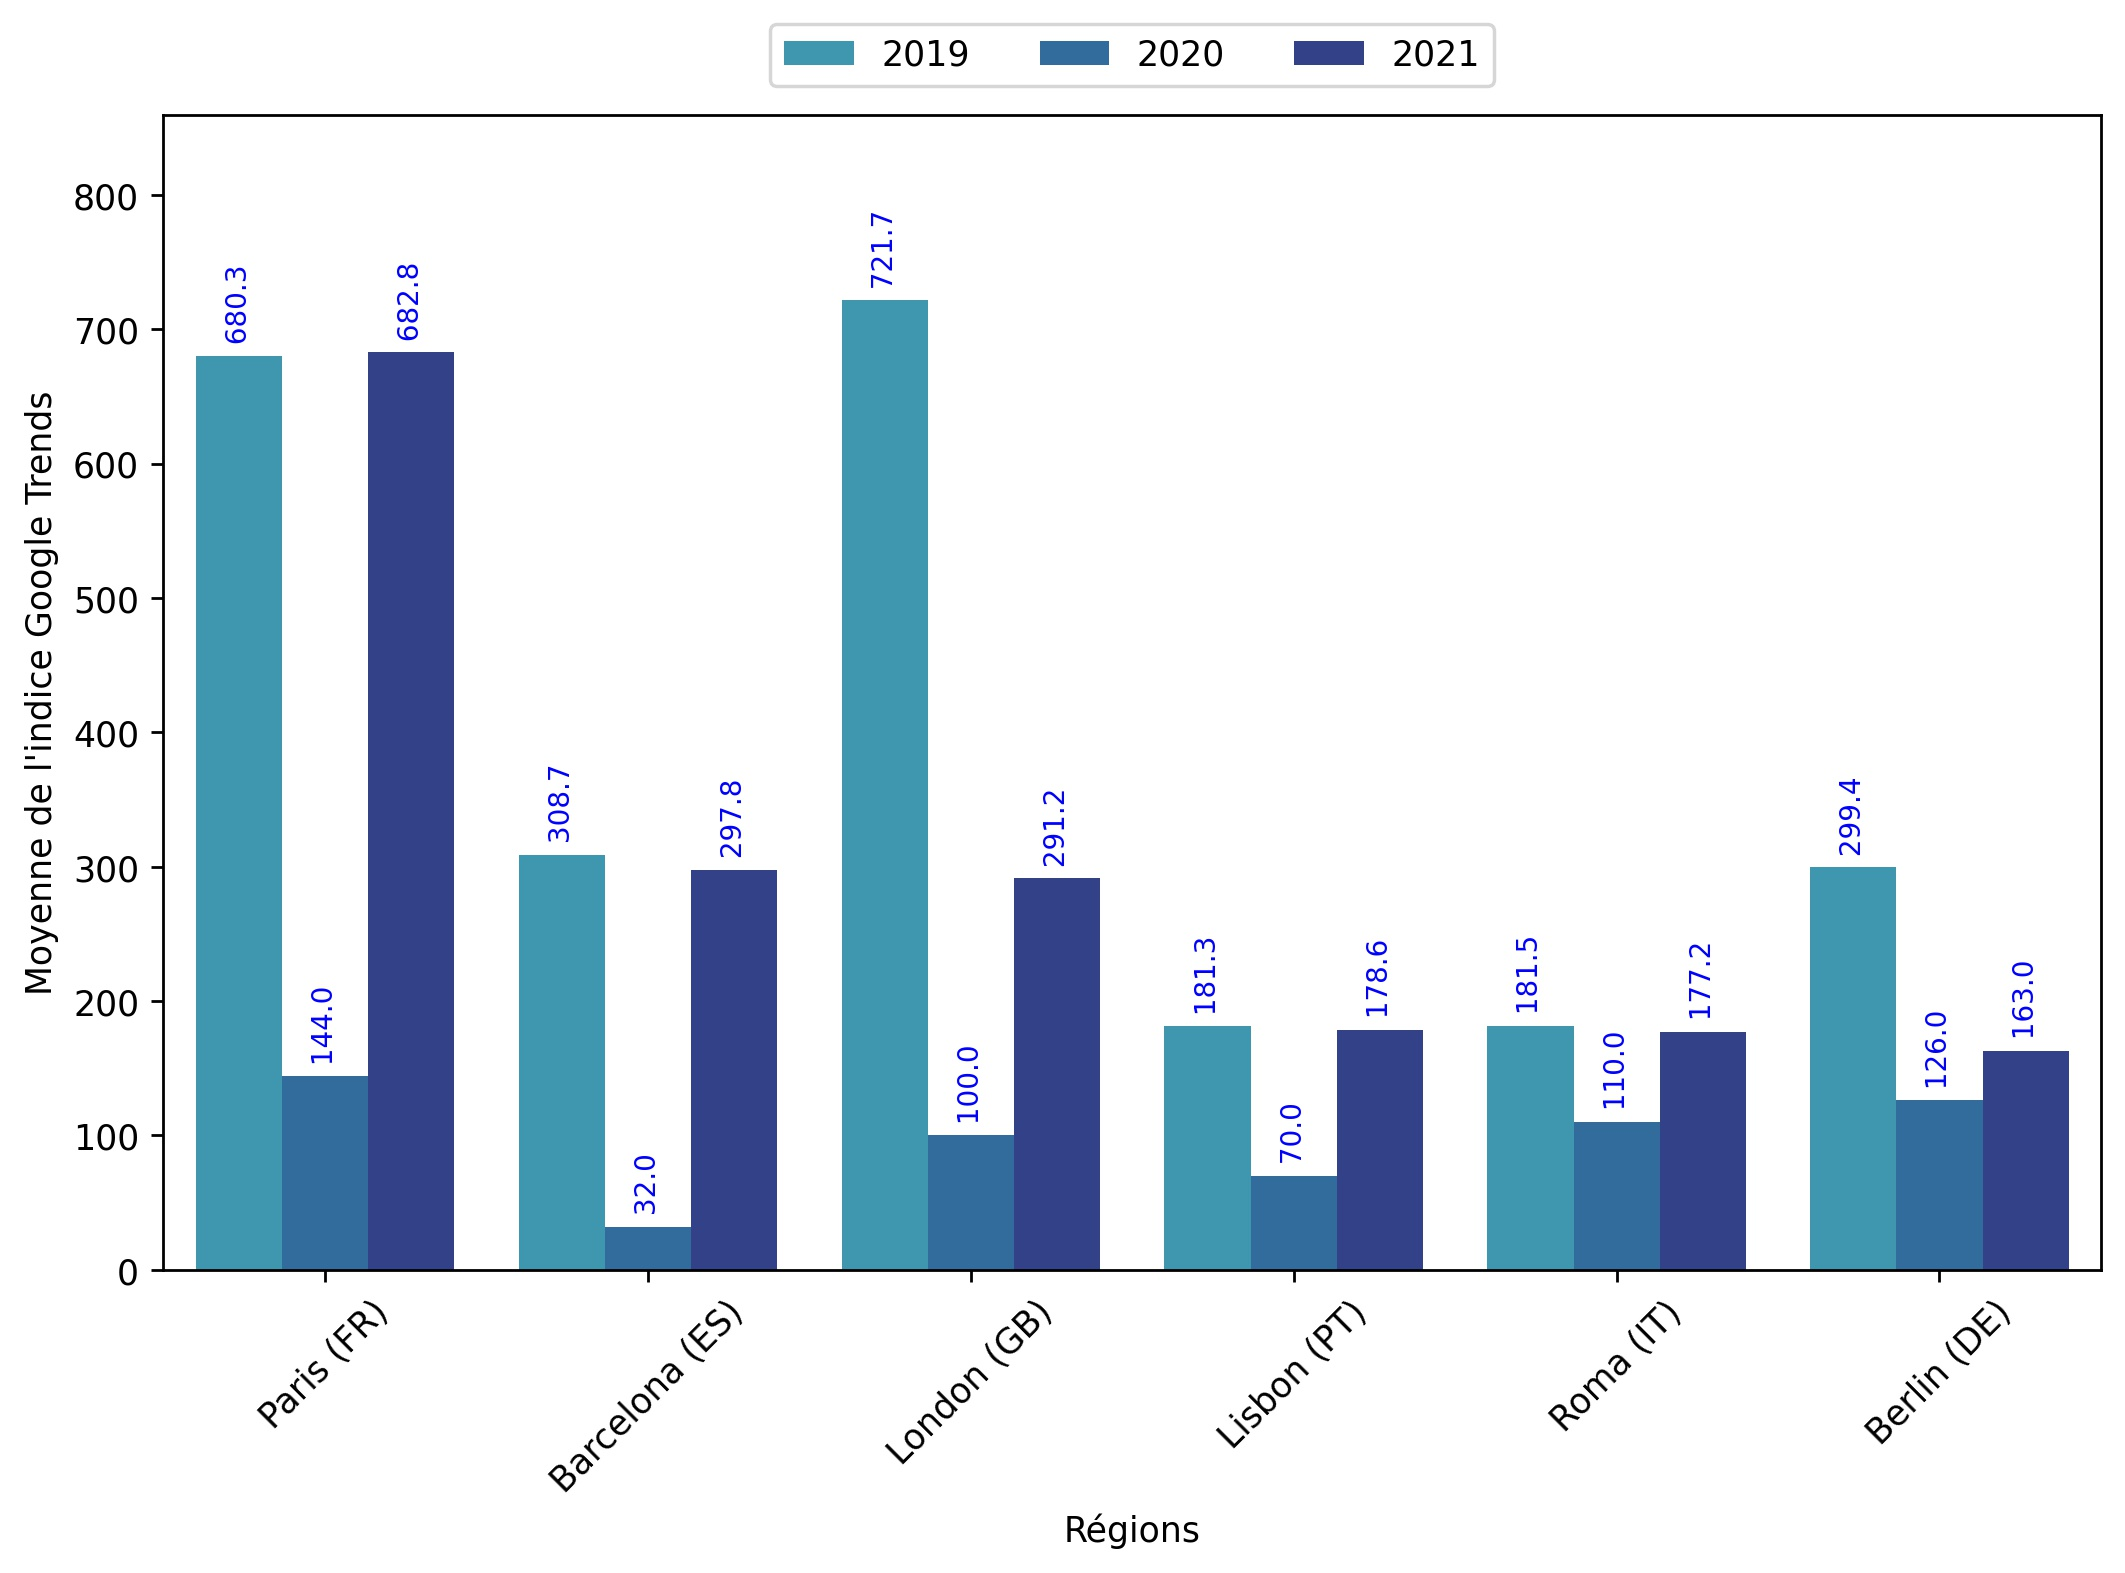 2019 2020 2021
Moyenne de l'indice Google Trends
800
700
600
500
400
300
200
100
0
680.3 144.0 682.8
308.7 32.0 297.8
721.7 100.0 291.2
181.3 70.0 178.6
181.5 110.0 177.2
299.4 126.0 163.0
Paris (FR)
Barcelona (ES)
London (GB)
Lisbon (PT)
Roma (IT)
Berlin (DE)
Régions